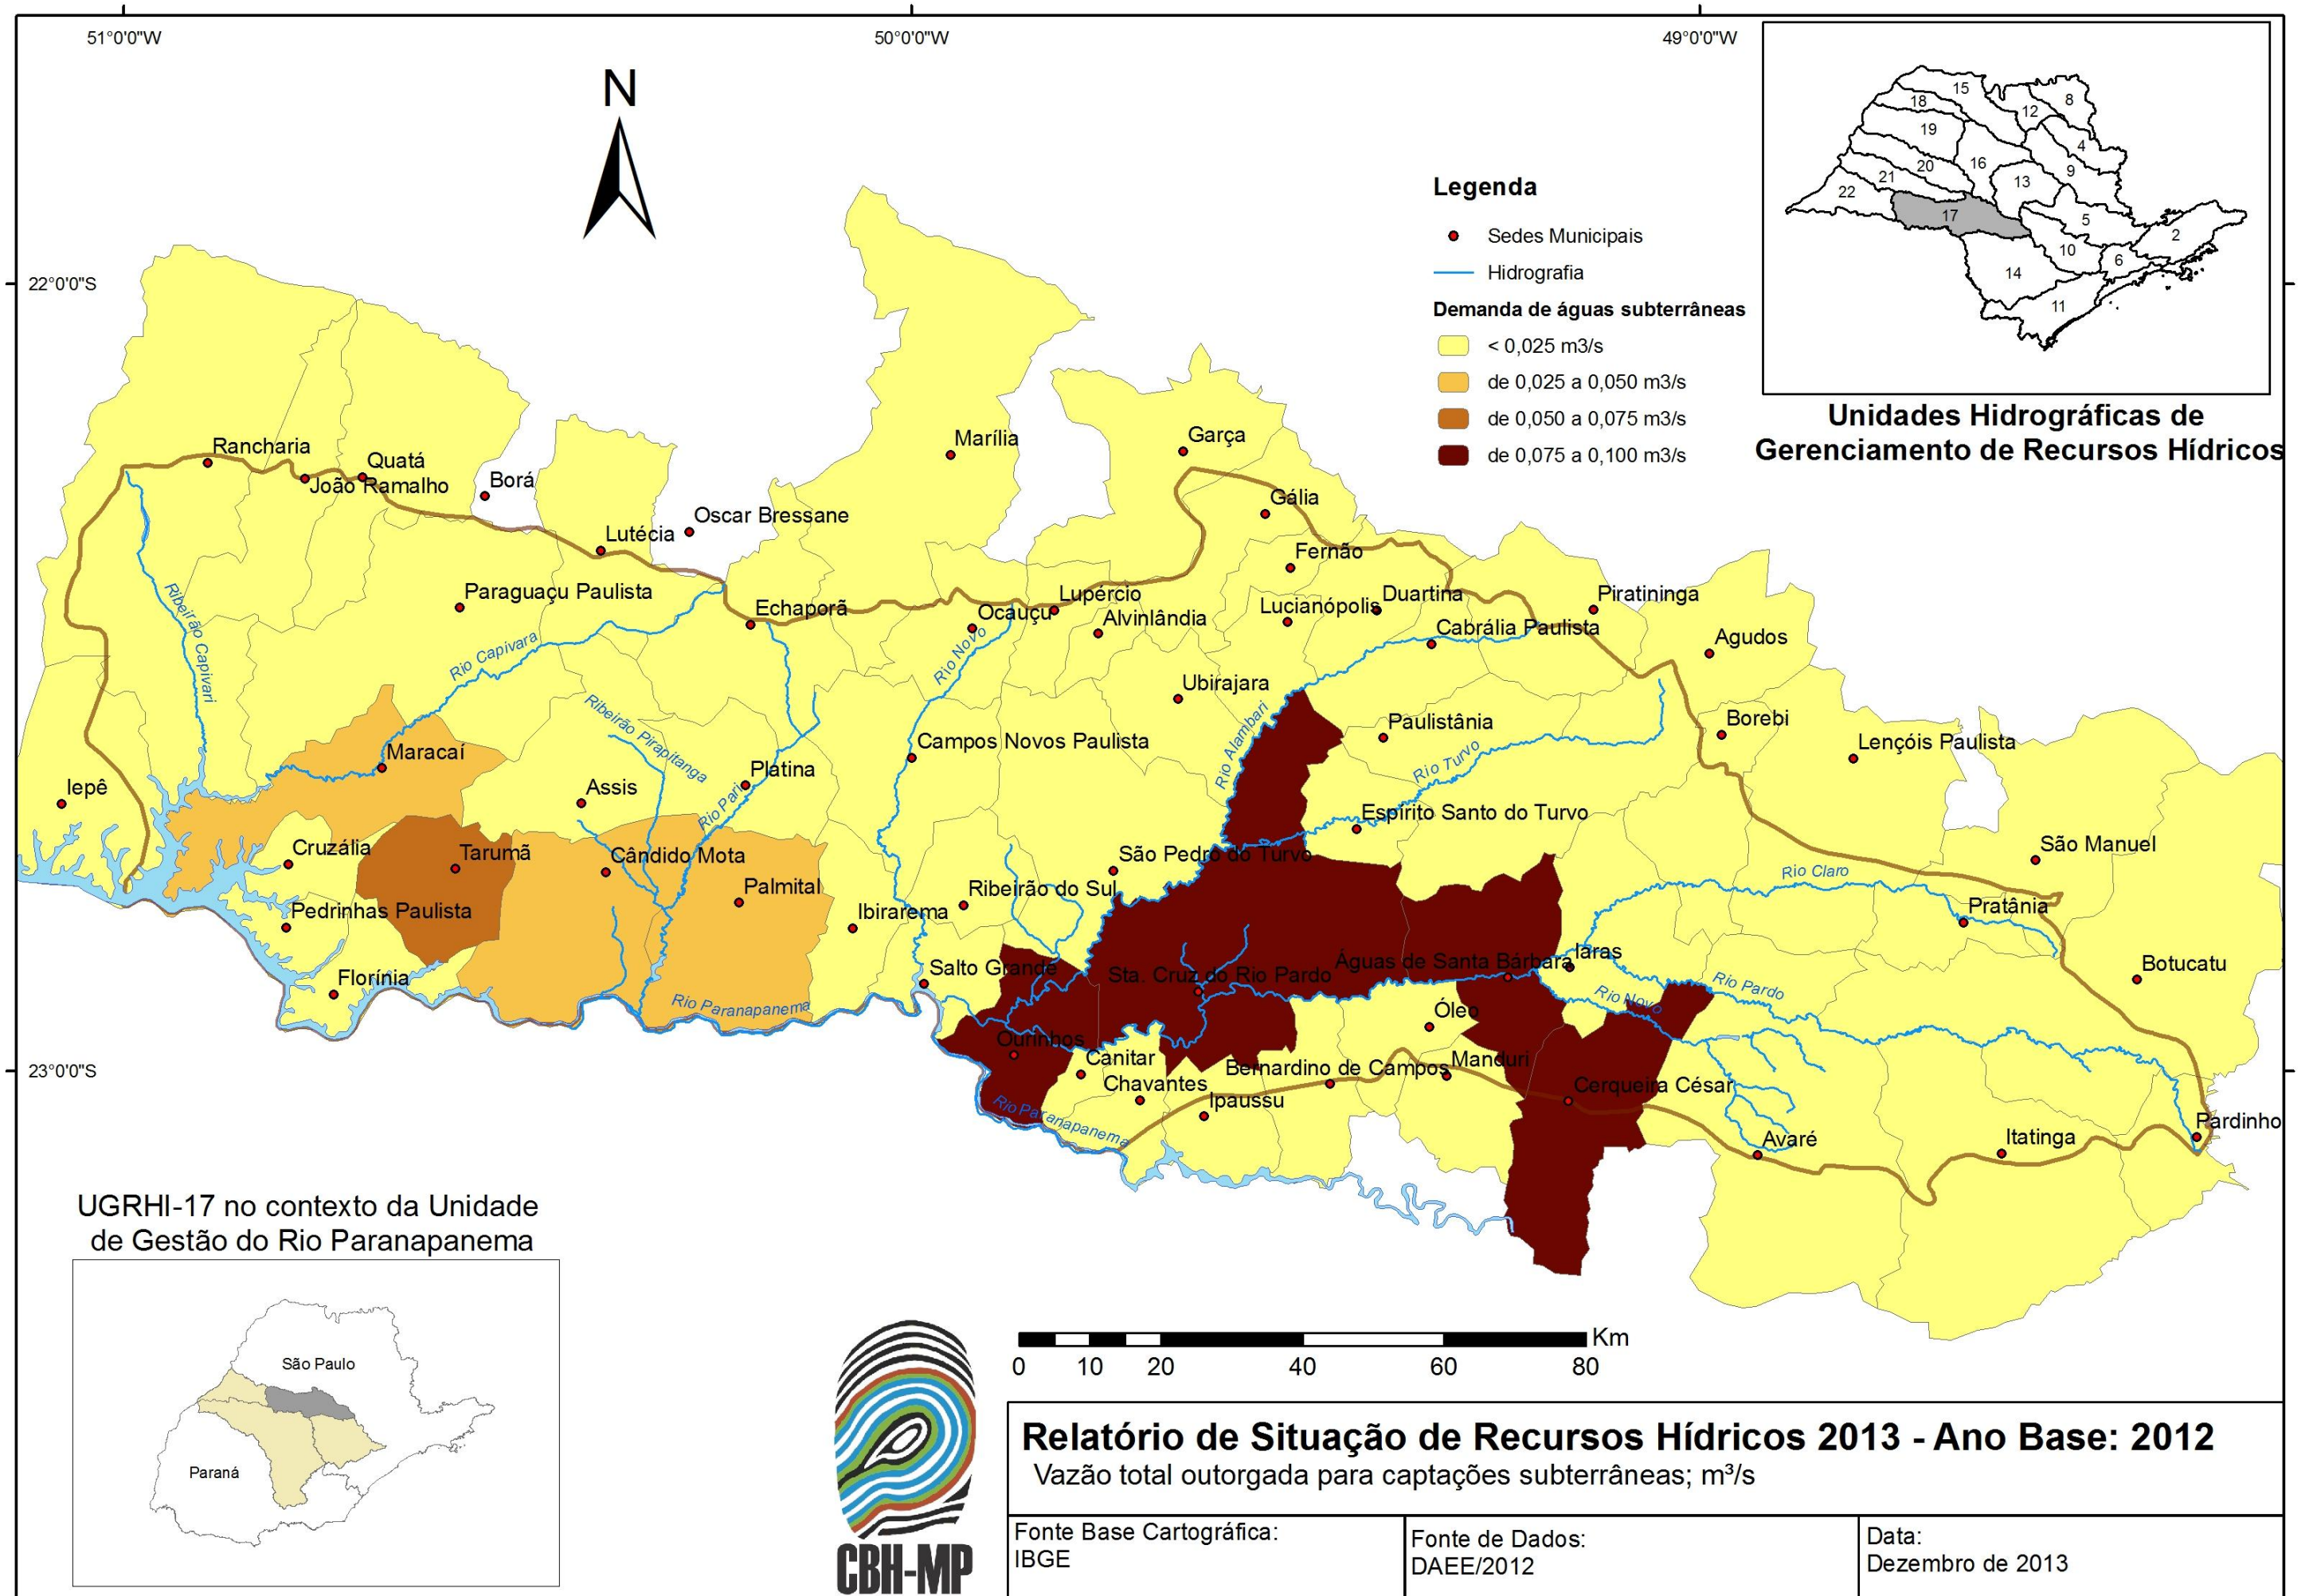 51°0'0"W
50°0'0"W
49°0'0"W
N
22°0'0"S
23°0'0"S
Legenda
Sedes Municipais
Hidrografia
Demanda de águas subterrâneas
< 0,025 m3/s
de 0,025 a 0,050 m3/s
de 0,050 a 0,075 m3/s
de 0,075 a 0,100 m3/s
15
18
8
12
19
4
16
20
9
21
13
22
17
5
2
10
6
14
11
Unidades Hidrográficas de
Gerenciamento de Recursos Hídricos
Rancharia
João Ramalho
Quatá
Borá
Lutécia
Oscar Bressane
Marília
Garça
Gália
Fernão
Paraguaçu Paulista
Echaporã
Ocauçu
Lupércio
Alvinlândia
Lucianópolis
Duartina
Cabrália Paulista
Piratininga
Agudos
Ribeirão Capivari
Rio Capivara
Rio Novo
Ubirajara
Ribeirão Pirapitanga
Rio Alambari
Paulistânia
Borebi
Lençóis Paulista
Maracaí
Campos Novos Paulista
Rio Turvo
Iepê
Assis
Platina
Rio Pari
Espírito Santo do Turvo
Cruzália
Tarumã
Cândido Mota
São Pedro do Turvo
São Manuel
Palmital
Ribeirão do Sul
Rio Claro
Pedrinhas Paulista
Ibirarema
Pratânia
Florínia
Salto Grande
Sta. Cruz do Rio Pardo
Águas de Santa Bárbara
Iaras
Botucatu
Rio Paranapanema
Rio Novo
Rio Pardo
Óleo
Ourinhos
Canitar
Bernardino de Campos
Manduri
Chavantes
Cerqueira César
Ipaussu
Rio Paranapanema
Avaré
Itatinga
Pardinho
UGRHI-17 no contexto da Unidade
de Gestão do Rio Paranapanema
São Paulo
Paraná
CBH-MP
Km
0 10 20 40 60 80
Relatório de Situação de Recursos Hídricos 2013 - Ano Base: 2012
Vazão total outorgada para captações subterrâneas; m³/s
Fonte Base Cartográfica:
IBGE
Fonte de Dados:
DAEE/2012
Data:
Dezembro de 2013